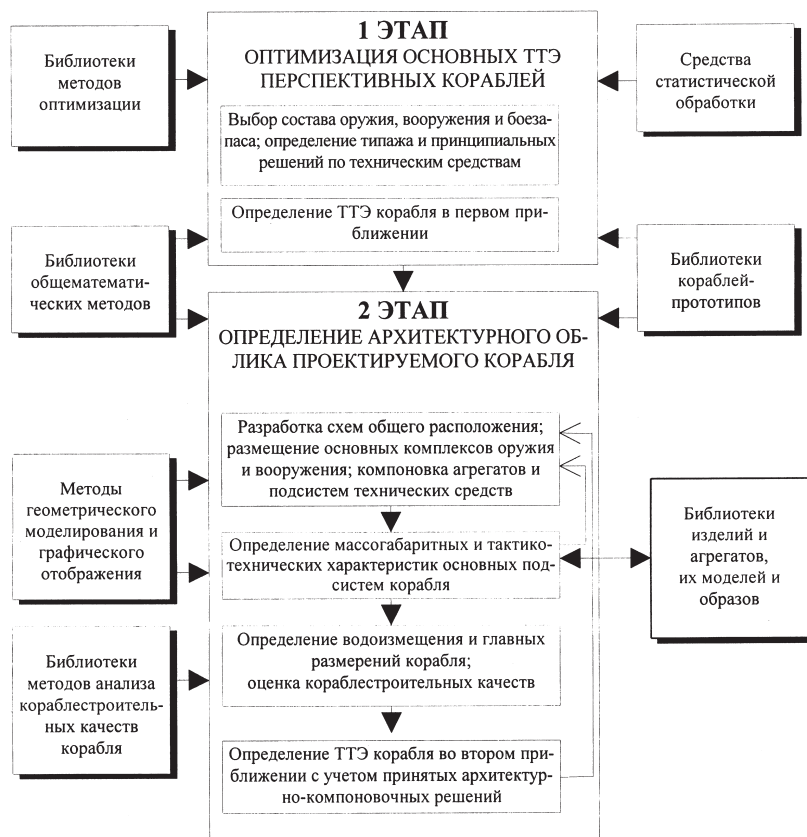 Библиотеки
методов
оптимизации
1 ЭТАП
ОПТИМИЗАЦИЯ ОСНОВНЫХ ТТЭ
ПЕРСПЕКТИВНЫХ КОРАБЛЕЙ
Выбор состава оружия, вооружения и боеза-
паса; определение типажа и принципиальных
решений по техническим средствам
Определение ТТЭ корабля в первом при-
ближении
Средства
статистической
обработки
Библиотеки
общематемати-
ческих методов
Библиотеки
кораблей-
прототипов
2 ЭТАП
ОПРЕДЕЛЕНИЕ АРХИТЕКТУРНОГО ОБ-
ЛИКА ПРОЕКТИРУЕМОГО КОРАБЛЯ
Разработка схем общего расположения;
размещение основных комплексов оружия
и вооружения; компоновка агрегатов и
подсистем технических средств
Методы
геометрического
моделирования и
графического
отображения
Определение массогабаритных и тактико-
технических характеристик основных под-
систем корабля
Библиотеки
изделий и
агрегатов,
их моделей и
образов
Определение водоизмещения и главных
размерений корабля;
оценка кораблестроительных качеств
Библиотеки
методов анализа
кораблестроитель-
ных качеств
корабля
Определение ТТЭ корабля во втором при-
ближении с учетом принятых архитектур-
но-компоновочных решений